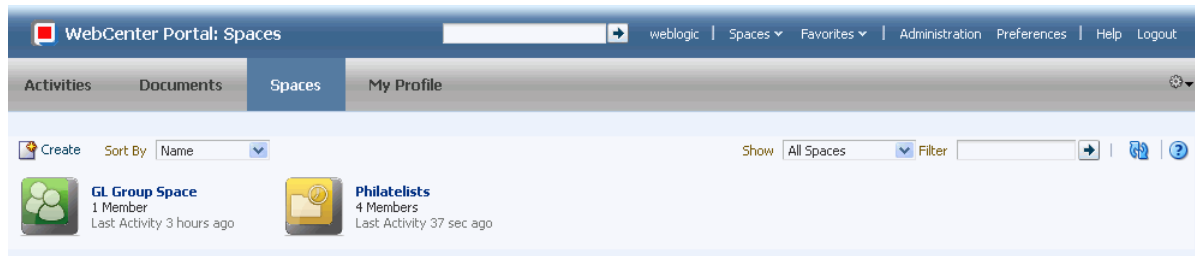 WebCenter Portal: Spaces weblogic | Spaces Favorites | Administration Preferences | Help Logout
Activities Documents Spaces My Profile
Create Sort By Name Show All Spaces Filter
GL Group Space Philatelists
1 Member 4 Members
Last Activity 3 hours ago Last Activity 37 sec ago